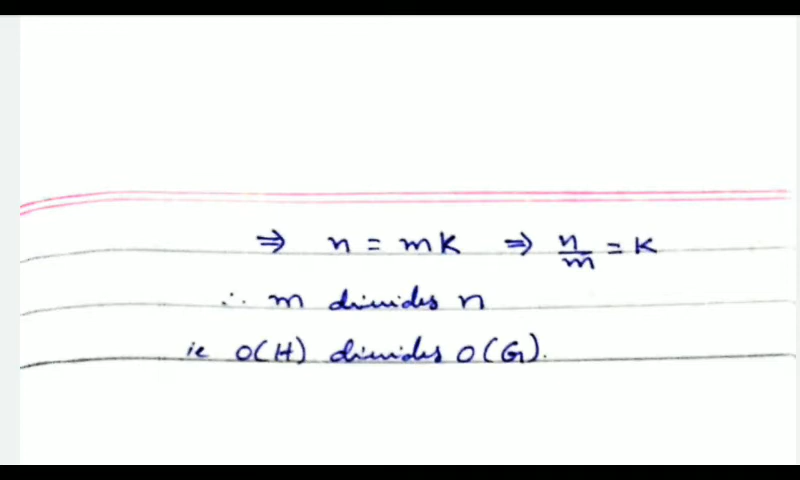 ⇒ n = mk ⇒ n/m = k
∴ m divides n
ie O(H) divides O(G).